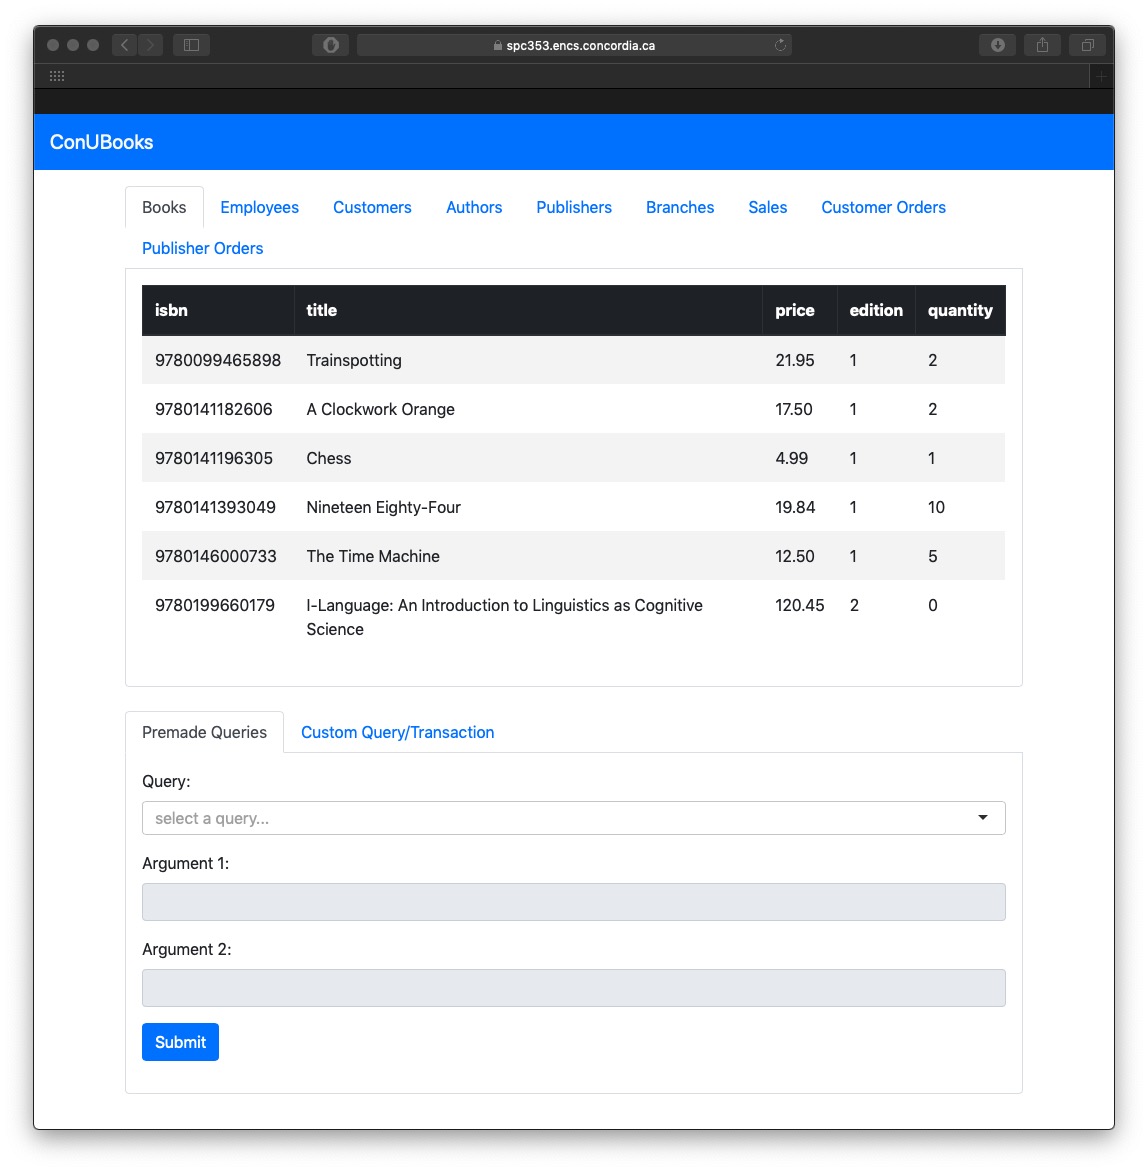 spc353.encs.concordia.ca
ConUBooks
Books Employees Customers Authors Publishers Branches Sales Customer Orders
Publisher Orders
isbn title price edition quantity
9780099465898 Trainspotting 21.95 1 2
9780141182606 A Clockwork Orange 17.50 1 2
9780141196305 Chess 4.99 1 1
9780141393049 Nineteen Eighty-Four 19.84 1 10
9780146000733 The Time Machine 12.50 1 5
9780199660179 I-Language: An Introduction to Linguistics as Cognitive 120.45 2 0
Science
Premade Queries Custom Query/Transaction
Query:
select a query...
Argument 1:
Argument 2:
Submit